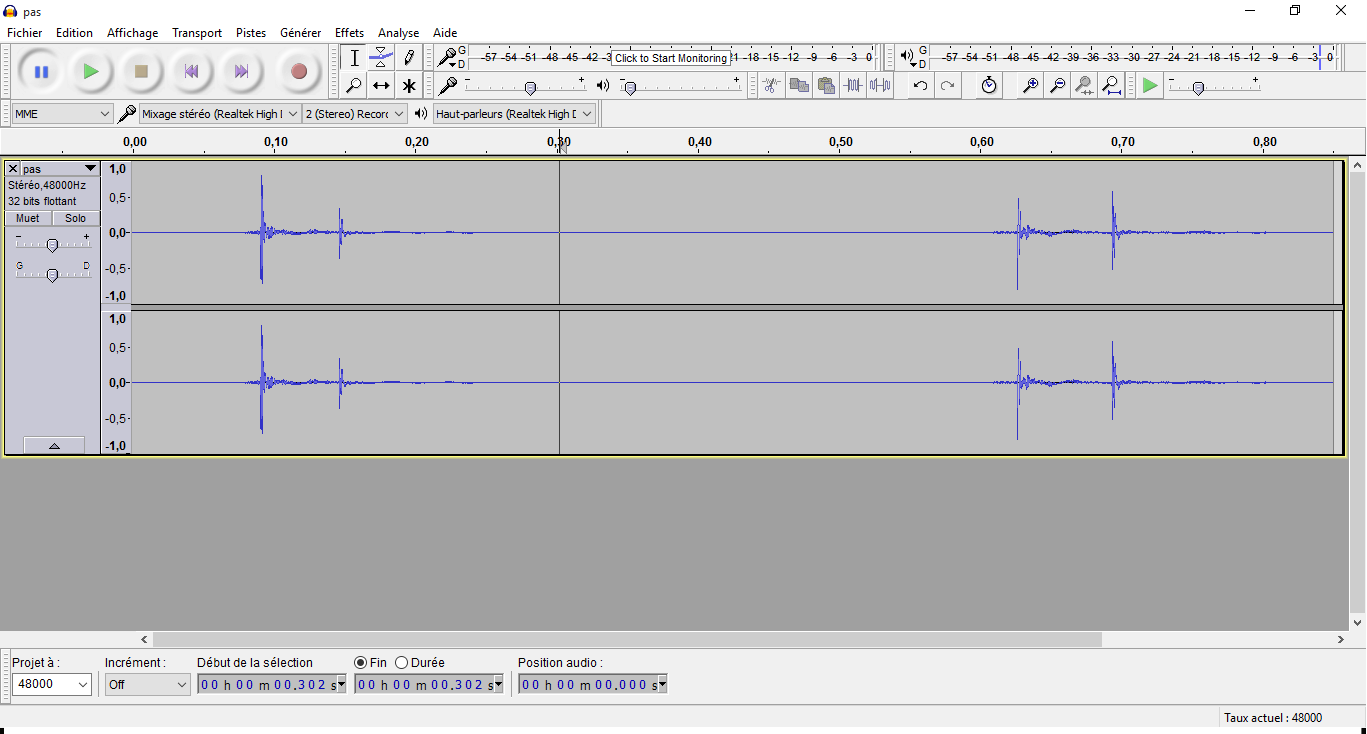 pas
Fichier Edition Affichage Transport Pistes Générer Effets Analyse Aide
G D -57 -54 -51 -48 -45 -42 -3 Click to Start Monitoring 1 -18 -15 -12 -9 -6 -3 0 G D -57 -54 -51 -48 -45 -42 -39 -36 -33 -30 -27 -24 -21 -18 -15 -12 -9 -6 -3 0
- + - + - +
MME Mixage stéréo (Realtek High I 2 (Stereo) Recorc Haut-parleurs (Realtek High D
0,00 0,10 0,20 0,30 0,40 0,50 0,60 0,70 0,80
pas 1,0
Stéréo,48000Hz 0,5-
32 bits flottant
Muet Solo
- + 0,0-
G D -0,5-
-1,0
1,0
0,5-
0,0-
-0,5-
-1,0
Projet à : Incrément : Début de la sélection Fin Durée Position audio :
48000 Off 00 h 00 m 00.302 s 00 h 00 m 00.302 s 00 h 00 m 00.000 s
Taux actuel : 48000